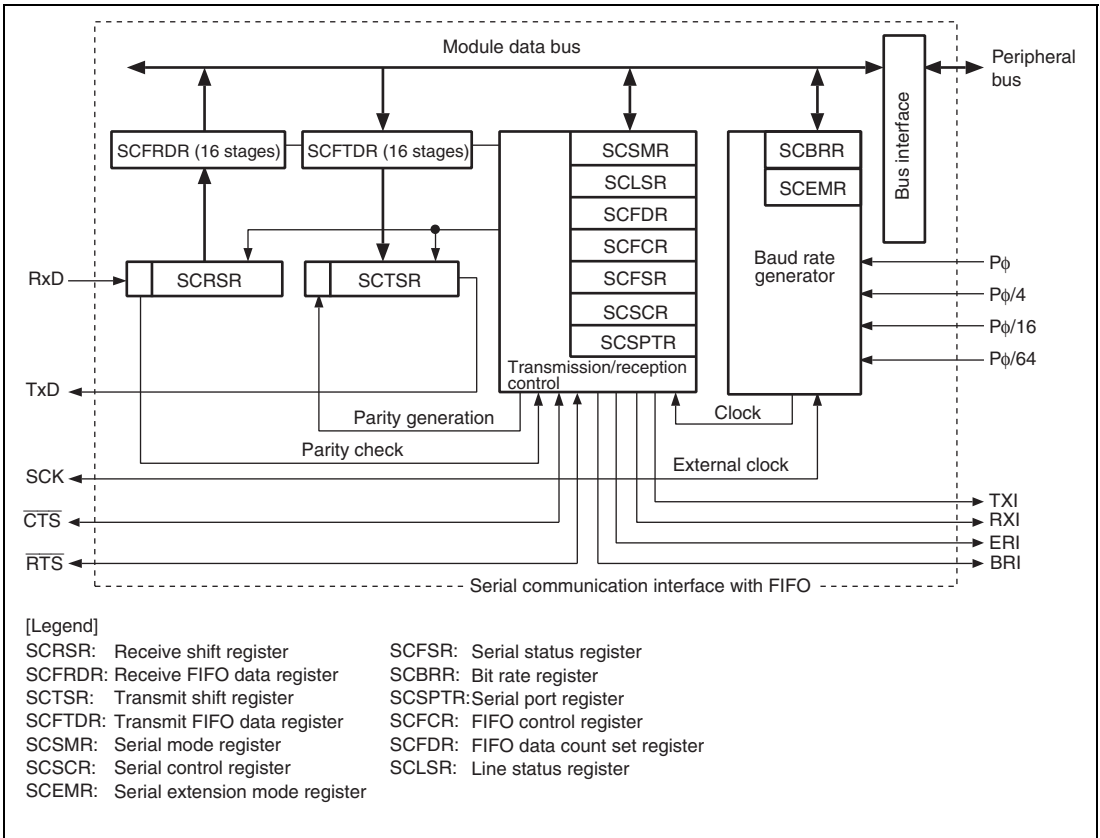 Module data bus
Peripheral
bus
Bus interface
SCFRDR (16 stages)
SCFTDR (16 stages)
SCSMR
SCLSR
SCFDR
SCFCR
SCFSR
SCSCR
SCSPTR
Transmission/reception
control
SCBRR
SCEMR
Baud rate
generator
RxD
SCRSR
SCTSR
Pϕ
Pϕ/4
Pϕ/16
Pϕ/64
TxD
Parity generation
Clock
Parity check
SCK
External clock
CTS
RTS
TXI
RXI
ERI
BRI
Serial communication interface with FIFO
[Legend]
SCRSR: Receive shift register
SCFRDR: Receive FIFO data register
SCTSR: Transmit shift register
SCFTDR: Transmit FIFO data register
SCSMR: Serial mode register
SCSCR: Serial control register
SCEMR: Serial extension mode register
SCFSR: Serial status register
SCBRR: Bit rate register
SCSPTR: Serial port register
SCFCR: FIFO control register
SCFDR: FIFO data count set register
SCLSR: Line status register